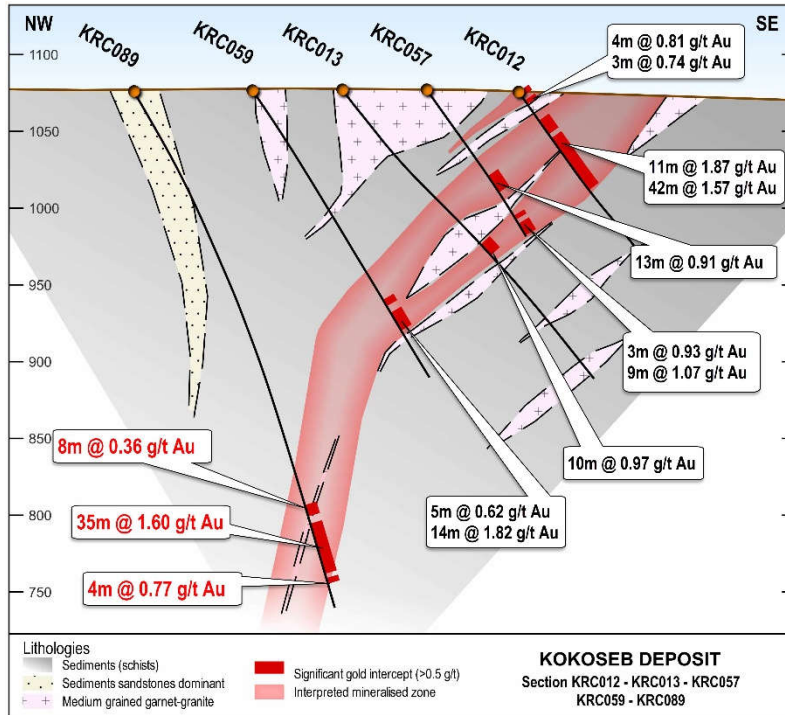 NW
SE
KRC089
KRC059
KRC013
KRC057
KRC012
4m @ 0.81 g/t Au
3m @ 0.74 g/t Au
1100
1050
1000
950
900
850
800
750
11m @ 1.87 g/t Au
42m @ 1.57 g/t Au
13m @ 0.91 g/t Au
3m @ 0.93 g/t Au
9m @ 1.07 g/t Au
10m @ 0.97 g/t Au
5m @ 0.62 g/t Au
14m @ 1.82 g/t Au
8m @ 0.36 g/t Au
35m @ 1.60 g/t Au
4m @ 0.77 g/t Au
Lithologies
Sediments (schists)
Sediments sandstones dominant
Medium grained garnet-granite
Significant gold intercept (>0.5 g/t)
Interpreted mineralised zone
KOKOSEB DEPOSIT
Section KRC012 - KRC013 - KRC057
KRC059 - KRC089